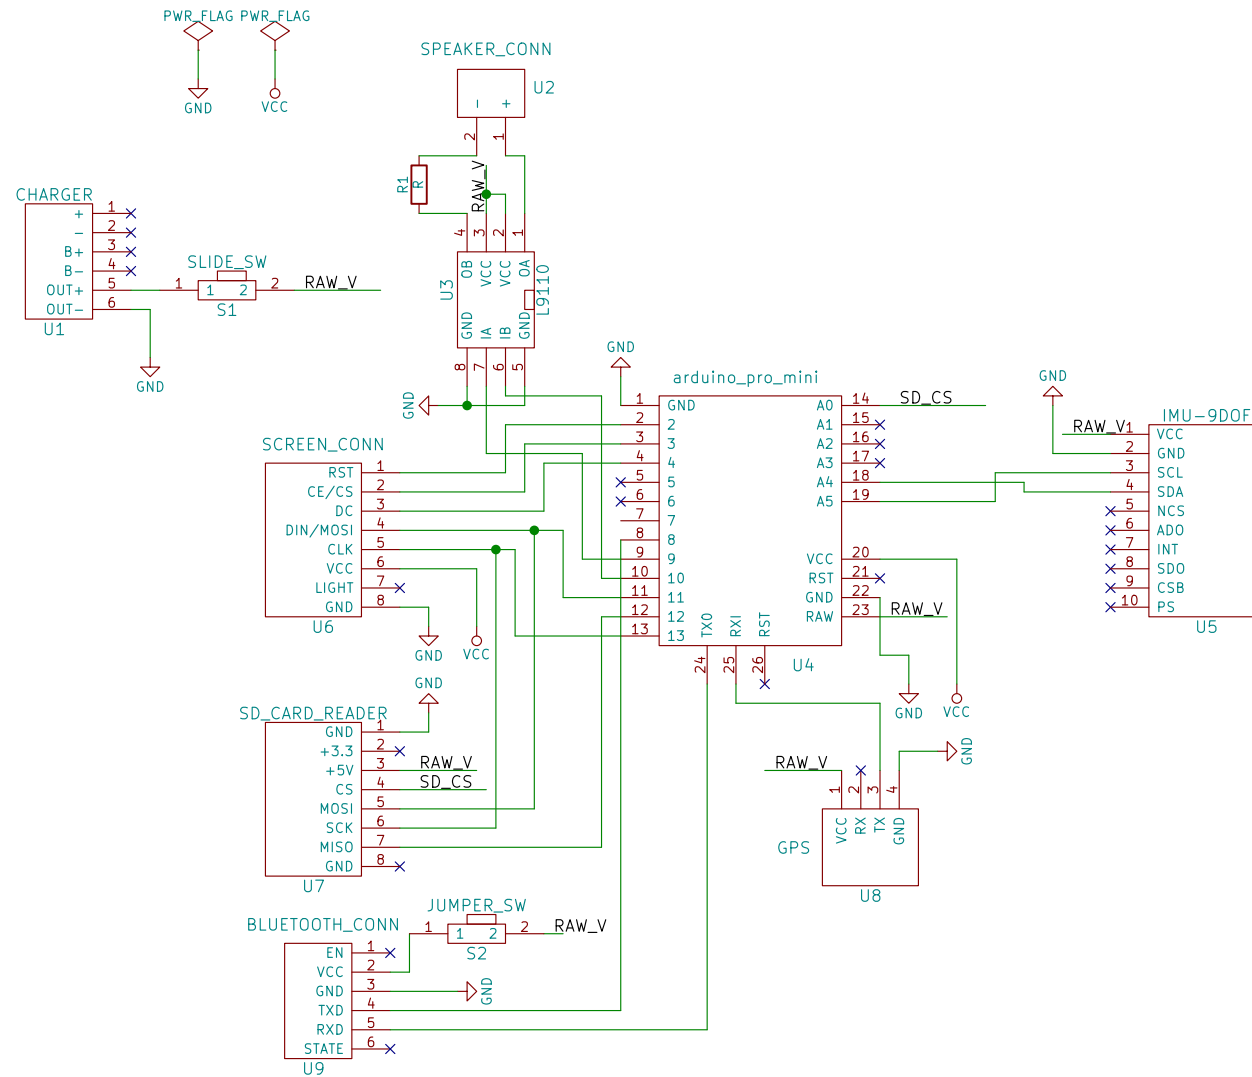 PWR_FLAG PWR_FLAG
GND
VCC
SPEAKER_CONN
U2
- +
2 1
R1 R
RAW_V
4 3 2 1
OB VCC VCC OA
U3
L9110
GND IA IB GND
8 7 6 5
GND
CHARGER
+ 1
- 2
B+ 3
B- 4
OUT+ 5
OUT- 6
U1
GND
SLIDE_SW
1 1 2 2
S1
RAW_V
GND
arduino_pro_mini
1 GND
2 2
3 3
4 4
5 5
6 6
7 7
8 8
9 9
10 10
11 11
12 12
13 13
A0 14
A1 15
A2 16
A3 17
A4 18
A5 19
VCC 20
RST 21
GND 22
RAW 23
TX0 RXI RST
24 25 26
U4
SD_CS
RAW_V
GND
VCC
GND
RAW_V
IMU-9DOF
1 VCC
2 GND
3 SCL
4 SDA
5 NCS
6 ADO
7 INT
8 SDO
9 CSB
10 PS
U5
SCREEN_CONN
RST 1
CE/CS 2
DC 3
DIN/MOSI 4
CLK 5
VCC 6
LIGHT 7
GND 8
U6
GND
VCC
GND
SD_CARD_READER
GND 1
+3.3 2
+5V 3
CS 4
MOSI 5
SCK 6
MISO 7
GND 8
U7
RAW_V
SD_CS
RAW_V
GND
1 2 3 4
VCC RX TX GND
GPS
U8
BLUETOOTH_CONN
EN 1
VCC 2
GND 3
TXD 4
RXD 5
STATE 6
U9
JUMPER_SW
1 1 2 2
S2
RAW_V
GND